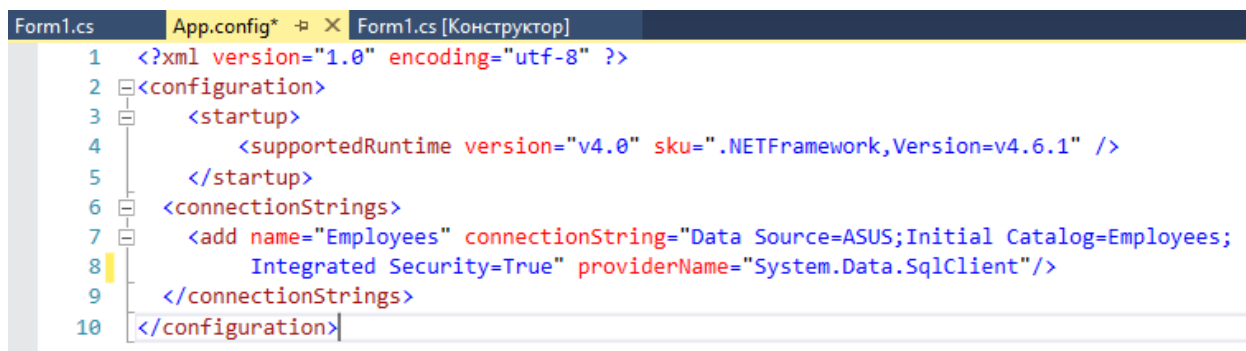 Form1.cs App.config* Form1.cs [Конструктор]
1 <?xml version="1.0" encoding="utf-8" ?>
2 <configuration>
3 <startup>
4 <supportedRuntime version="v4.0" sku=".NETFramework,Version=v4.6.1" />
5 </startup>
6 <connectionStrings>
7 <add name="Employees" connectionString="Data Source=ASUS;Initial Catalog=Employees;
8 Integrated Security=True" providerName="System.Data.SqlClient"/>
9 </connectionStrings>
10 </configuration>